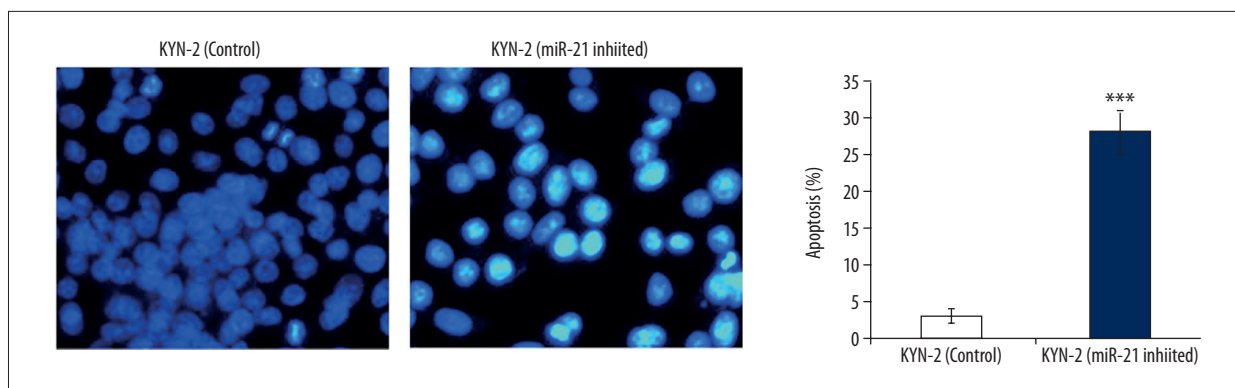 KYN-2 (Control)
KYN-2 (miR-21 inhiited)
Apoptosis (%)
35
30
25
20
15
10
5
0
***
KYN-2 (Control)
KYN-2 (miR-21 inhiited)